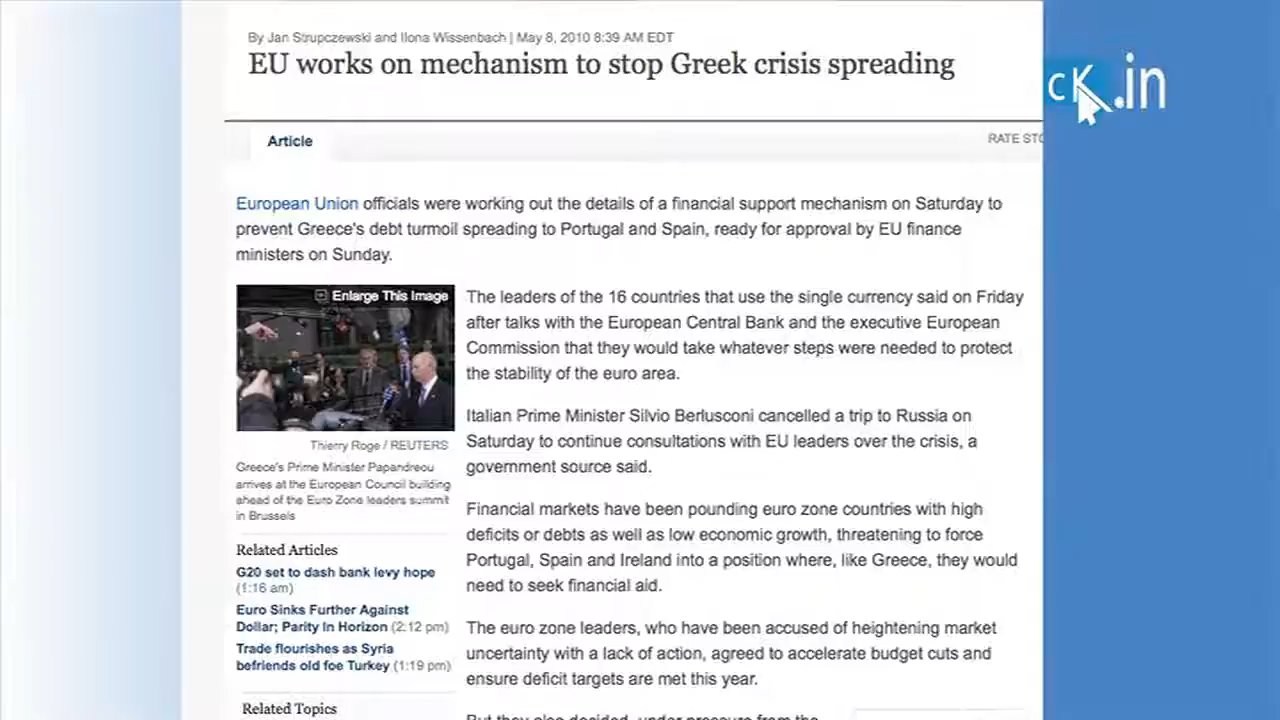 By Jan Strupczewski and Ilona Wissenbach | May 8, 2010 8:39 AM EDT
EU works on mechanism to stop Greek crisis spreading
cK.in
Article
RATE STO
European Union officials were working out the details of a financial support mechanism on Saturday to
prevent Greece's debt turmoil spreading to Portugal and Spain, ready for approval by EU finance
ministers on Sunday.
Enlarge This Image
Thierry Roge / REUTERS
Greece's Prime Minister Papandreou
arrives at the European Council building
ahead of the Euro Zone leaders summit
in Brussels
Related Articles
G20 set to dash bank levy hope
(1:16 am)
Euro Sinks Further Against
Dollar; Parity In Horizon (2:12 pm)
Trade flourishes as Syria
befriends old foe Turkey (1:19 pm)
Related Topics
The leaders of the 16 countries that use the single currency said on Friday
after talks with the European Central Bank and the executive European
Commission that they would take whatever steps were needed to protect
the stability of the euro area.
Italian Prime Minister Silvio Berlusconi cancelled a trip to Russia on
Saturday to continue consultations with EU leaders over the crisis, a
government source said.
Financial markets have been pounding euro zone countries with high
deficits or debts as well as low economic growth, threatening to force
Portugal, Spain and Ireland into a position where, like Greece, they would
need to seek financial aid.
The euro zone leaders, who have been accused of heightening market
uncertainty with a lack of action, agreed to accelerate budget cuts and
ensure deficit targets are met this year.
But they also decided, under pressure from the